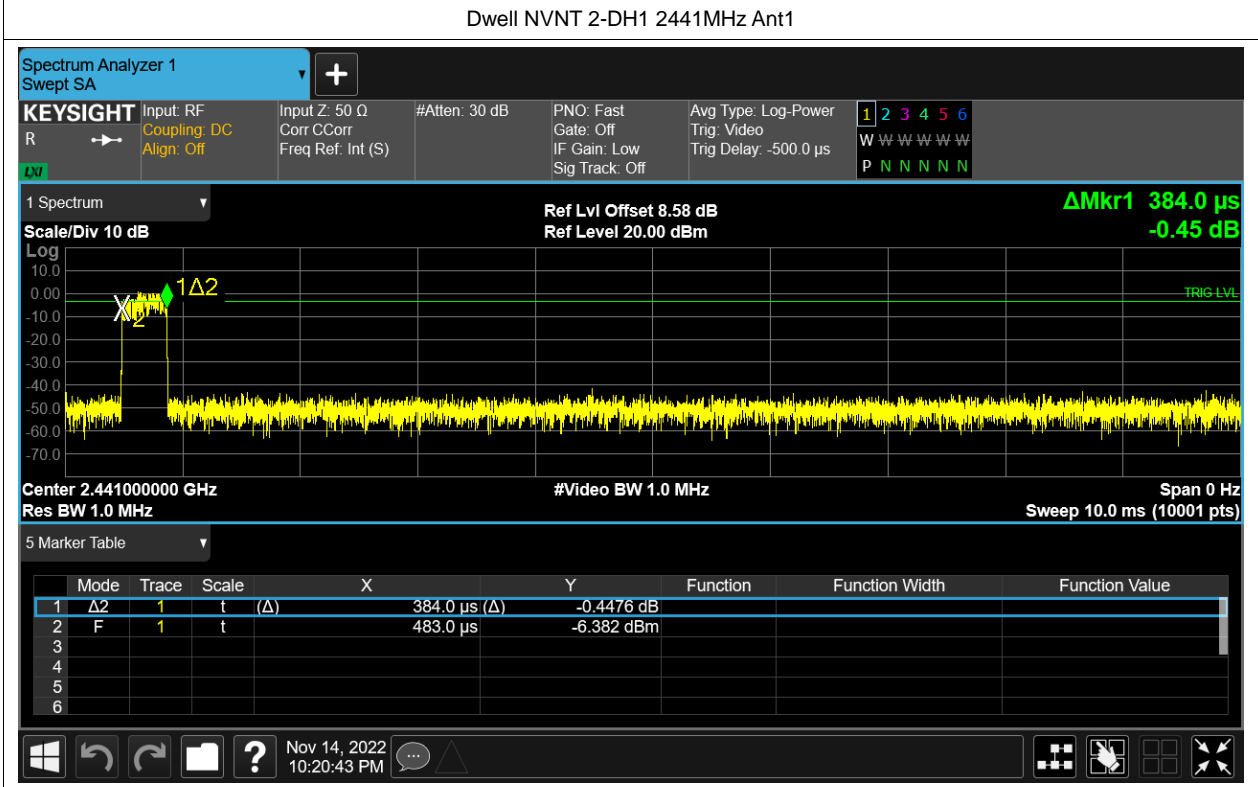 Dwell NVNT 2-DH1 2441MHz Ant1
Spectrum Analyzer 1
Swept SA
KEYSIGHT Input: RF Input Z: 50 Ω #Atten: 30 dB PNO: Fast Avg Type: Log-Power 1 2 3 4 5 6
R Coupling: DC Corr CCorr Gate: Off Trig: Video W W W W W W
Align: Off Freq Ref: Int (S) IF Gain: Low Trig Delay: -500.0 µs
LXI Sig Track: Off P N N N N N
1 Spectrum Ref Lvl Offset 8.58 dB ΔMkr1 384.0 µs
Scale/Div 10 dB Ref Level 20.00 dBm -0.45 dB
Log
10.0
0.00 1Δ2 TRIG LVL
-10.0 X2
-20.0
-30.0
-40.0
-50.0
-60.0
-70.0
Center 2.441000000 GHz #Video BW 1.0 MHz Span 0 Hz
Res BW 1.0 MHz Sweep 10.0 ms (10001 pts)
5 Marker Table
Mode Trace Scale X Y Function Function Width Function Value
1 Δ2 1 t (Δ) 384.0 µs (Δ) -0.4476 dB
2 F 1 t 483.0 µs -6.382 dBm
3
4
5
6
? Nov 14, 2022
10:20:43 PM